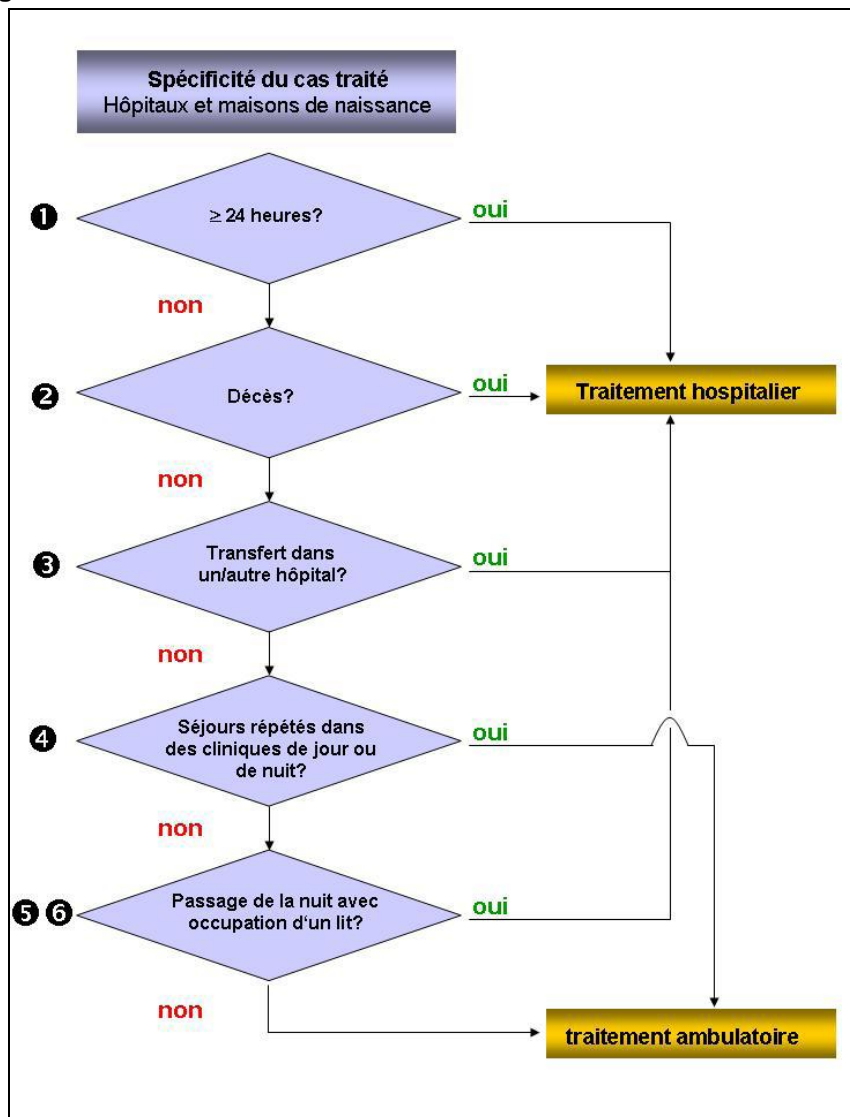 Spécificité du cas traité
Hôpitaux et maisons de naissance
❶
≥ 24 heures?
oui
non
❷
Décès?
oui
Traitement hospitalier
non
❸
Transfert dans
un/autre hôpital?
oui
non
❹
Séjours répétés dans
des cliniques de jour ou
de nuit?
oui
non
❺ ❻
Passage de la nuit avec
occupation d‘un lit?
oui
non
traitement ambulatoire